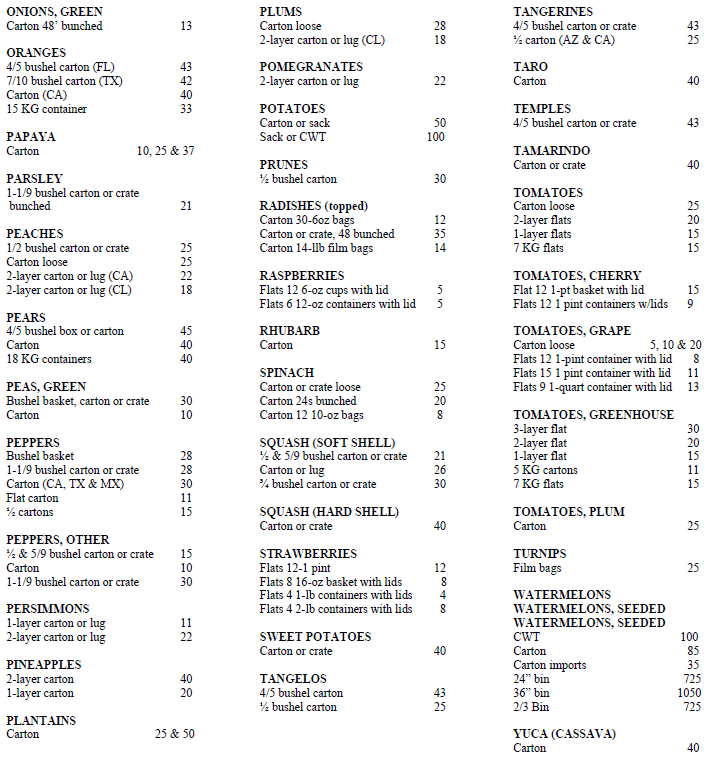 ONIONS, GREEN
Carton 48' bunched 13
ORANGES
4/5 bushel carton (FL) 43
7/10 bushel carton (TX) 42
Carton (CA) 40
15 KG container 33
PAPAYA
Carton 10, 25 & 37
PARSLEY
1-1/9 bushel carton or crate
bunched 21
PEACHES
1/2 bushel carton or crate 25
Carton loose 25
2-layer carton or lug (CA) 22
2-layer carton or lug (CL) 18
PEARS
4/5 bushel box or carton 45
Carton 40
18 KG containers 40
PEAS, GREEN
Bushel basket, carton or crate 30
Carton 10
PEPPERS
Bushel basket 28
1-1/9 bushel carton or crate 28
Carton (CA, TX & MX) 30
Flat carton 11
½ cartons 15
PEPPERS, OTHER
½ & 5/9 bushel carton or crate 15
Carton 10
1-1/9 bushel carton or crate 30
PERSIMMONS
1-layer carton or lug 11
2-layer carton or lug 22
PINEAPPLES
2-layer carton 40
1-layer carton 20
PLANTAINS
Carton 25 & 50
PLUMS
Carton loose 28
2-layer carton or lug (CL) 18
POMEGRANATES
2-layer carton or lug 22
POTATOES
Carton or sack 50
Sack or CWT 100
PRUNES
½ bushel carton 30
RADISHES (topped)
Carton 30-6oz bags 12
Carton or crate, 48 bunched 35
Carton 14-llb film bags 14
RASPBERRIES
Flats 12 6-oz cups with lid 5
Flats 6 12-oz containers with lid 5
RHUBARB
Carton 15
SPINACH
Carton or crate loose 25
Carton 24s bunched 20
Carton 12 10-oz bags 8
SQUASH (SOFT SHELL)
½ & 5/9 bushel carton or crate 21
Carton or lug 26
¾ bushel carton or crate 30
SQUASH (HARD SHELL)
Carton or crate 40
STRAWBERRIES
Flats 12-1 pint 12
Flats 8 16-oz basket with lids 8
Flats 4 1-lb containers with lids 4
Flats 4 2-lb containers with lids 8
SWEET POTATOES
Carton or crate 40
TANGELOS
4/5 bushel carton 43
½ bushel carton 25
TANGERINES
4/5 bushel carton or crate 43
½ carton (AZ & CA) 25
TARO
Carton 40
TEMPLES
4/5 bushel carton or crate 43
TAMARINDO
Carton or crate 40
TOMATOES
Carton loose 25
2-layer flats 20
1-layer flats 15
7 KG flats 15
TOMATOES, CHERRY
Flat 12 1-pt basket with lid 15
Flats 12 1 pint containers w/lids 9
TOMATOES, GRAPE
Carton loose 5, 10 & 20
Flats 12 1-pint container with lid 8
Flats 15 1 pint container with lid 11
Flats 9 1-quart container with lid 13
TOMATOES, GREENHOUSE
3-layer flat 30
2-layer flat 20
1-layer flat 15
5 KG cartons 11
7 KG flats 15
TOMATOES, PLUM
Carton 25
TURNIPS
Film bags 25
WATERMELONS
WATERMELONS, SEEDED
WATERMELONS, SEEDED
CWT 100
Carton 85
Carton imports 35
24” bin 725
36” bin 1050
2/3 Bin 725
YUCA (CASSAVA)
Carton 40